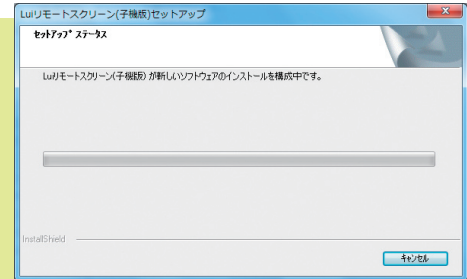 Luiリモートスクリーン(子機版)セットアップ
セットアップ ステータス
Luiリモートスクリーン(子機版) が新しいソフトウェアのインストールを構成中です。
InstallShield
キャンセル